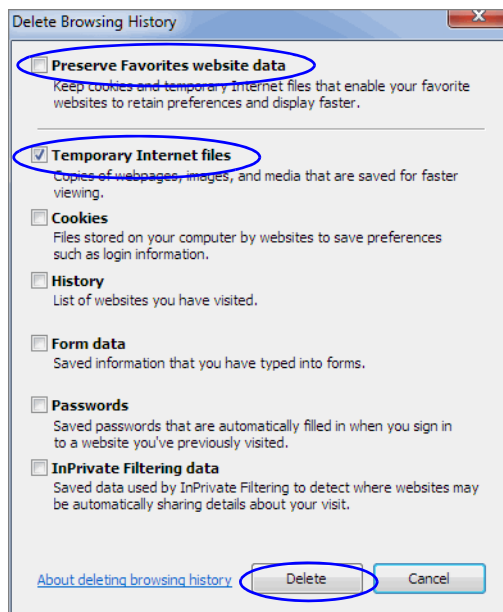 Delete Browsing History
Preserve Favorites website data
Keep cookies and temporary Internet files that enable your favorite
websites to retain preferences and display faster.
Temporary Internet files
Copies of webpages, images, and media that are saved for faster
viewing.
Cookies
Files stored on your computer by websites to save preferences
such as login information.
History
List of websites you have visited.
Form data
Saved information that you have typed into forms.
Passwords
Saved passwords that are automatically filled in when you sign in
to a website you've previously visited.
InPrivate Filtering data
Saved data used by InPrivate Filtering to detect where websites may
be automatically sharing details about your visit.
About deleting browsing history Delete Cancel